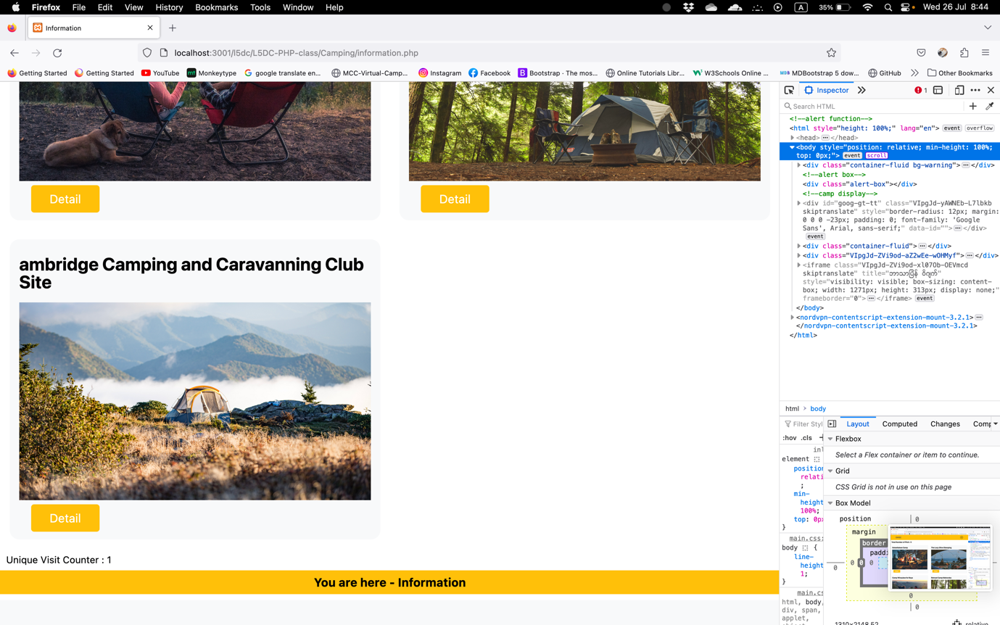 Firefox File Edit View History Bookmarks Tools Window Help A 35% Wed 26 Jul 8:44
Information
localhost:3001/l5dc/L5DC-PHP-class/Camping/information.php
Getting Started Getting Started YouTube Monkeytype google translate en... MCC-Virtual-Camp... Instagram Facebook Bootstrap · The mos... Online Tutorials Libr... W3Schools Online ... MDBootstrap 5 dow... GitHub Other Bookmarks
Detail
Detail
ambridge Camping and Caravanning Club
Site
Detail
Unique Visit Counter : 1
You are here - Information
Inspector 1
Search HTML
<!--alert function-->
<html style="height: 100%;" lang="en"> event overflow
<head> ••• </head>
<body style="position: relative; min-height: 100%;
top: 0px;"> event scroll
<div class="container-fluid bg-warning"> ••• </div>
<!--alert box-->
<div class="alert-box"></div>
<!--camp display-->
<div id="goog-gt-tt" class="VIpgJd-yAWNEb-L7lbkb
skiptranslate" style="border-radius: 12px; margin:
0 0 0 -23px; padding: 0; font-family: 'Google
Sans', Arial, sans-serif;" data-id=""> ••• </div>
event
<div class="container-fluid"> ••• </div>
<div class="VIpgJd-ZVi9od-aZ2wEe-wOHMyf"> ••• </div>
<iframe class="VIpgJd-ZVi9od-xl07Ob-OEVmcd
skiptranslate" title="ဘာသာပြန် ဝိဂျက်"
style="visibility: visible; box-sizing: content-
box; width: 1271px; height: 313px; display: none;"
frameborder="0"> ••• </iframe> event
</body>
<nordvpn-contentscript-extension-mount-3.2.1> •••
</nordvpn-contentscript-extension-mount-3.2.1>
</html>
html > body
Filter Styl
:hov .cls +
element
position
relati
;
min-
height
100%;
top: 0px
}
main.css:
body {
line-
height
1;
}
main.cs
html, body,
div, span,
applet,
Layout Computed Changes Comp
Flexbox
Select a Flex container or item to continue.
Grid
CSS Grid is not in use on this page
Box Model
position 0
margin
border
paddi
0 0 0 0
0
0
1310×2148.52 relative